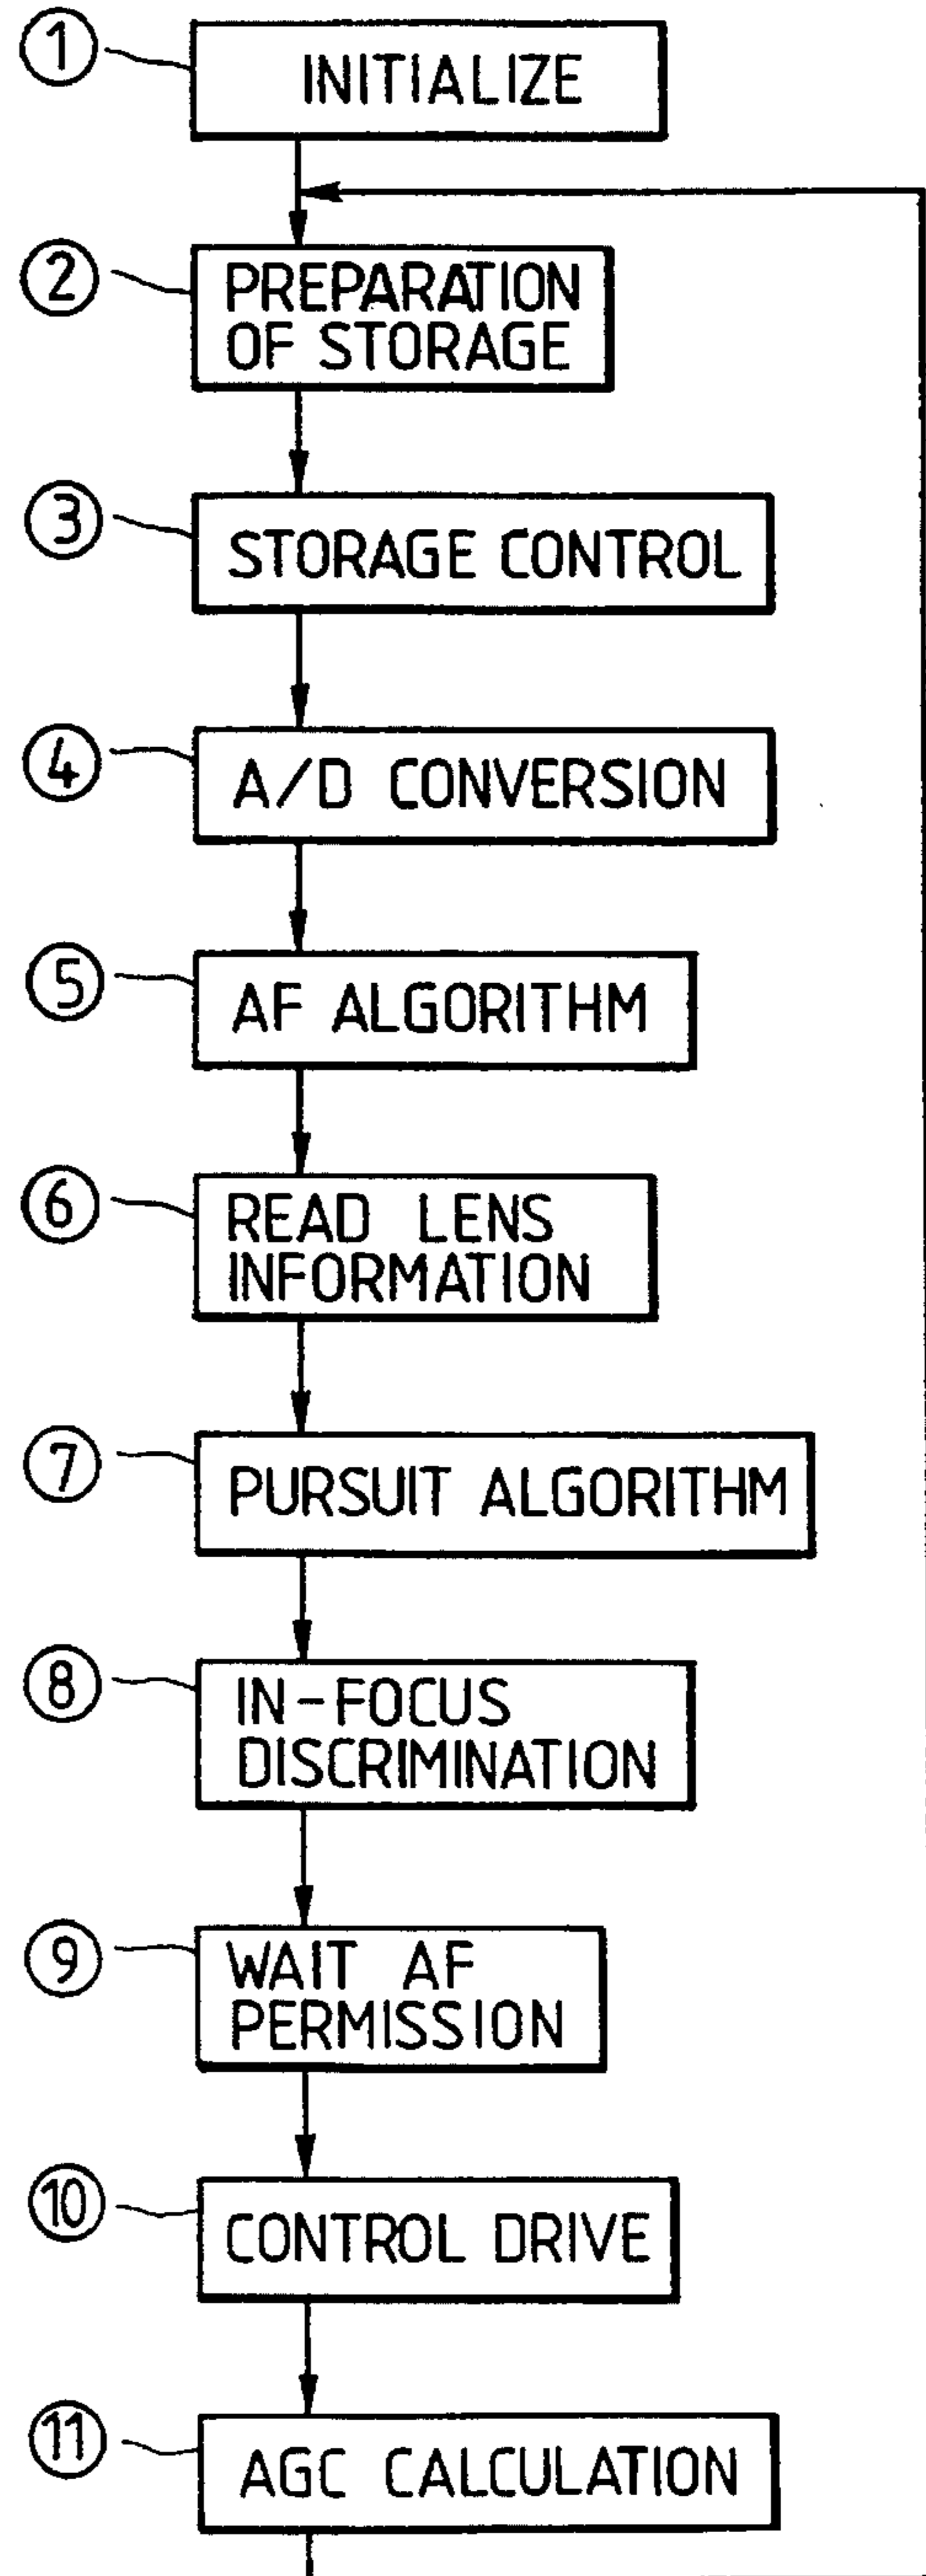 ① INITIALIZE
② PREPARATION
OF STORAGE
③ STORAGE CONTROL
④ A/D CONVERSION
⑤ AF ALGORITHM
⑥ READ LENS
INFORMATION
⑦ PURSUIT ALGORITHM
⑧ IN-FOCUS
DISCRIMINATION
⑨ WAIT AF
PERMISSION
⑩ CONTROL DRIVE
⑪ AGC CALCULATION